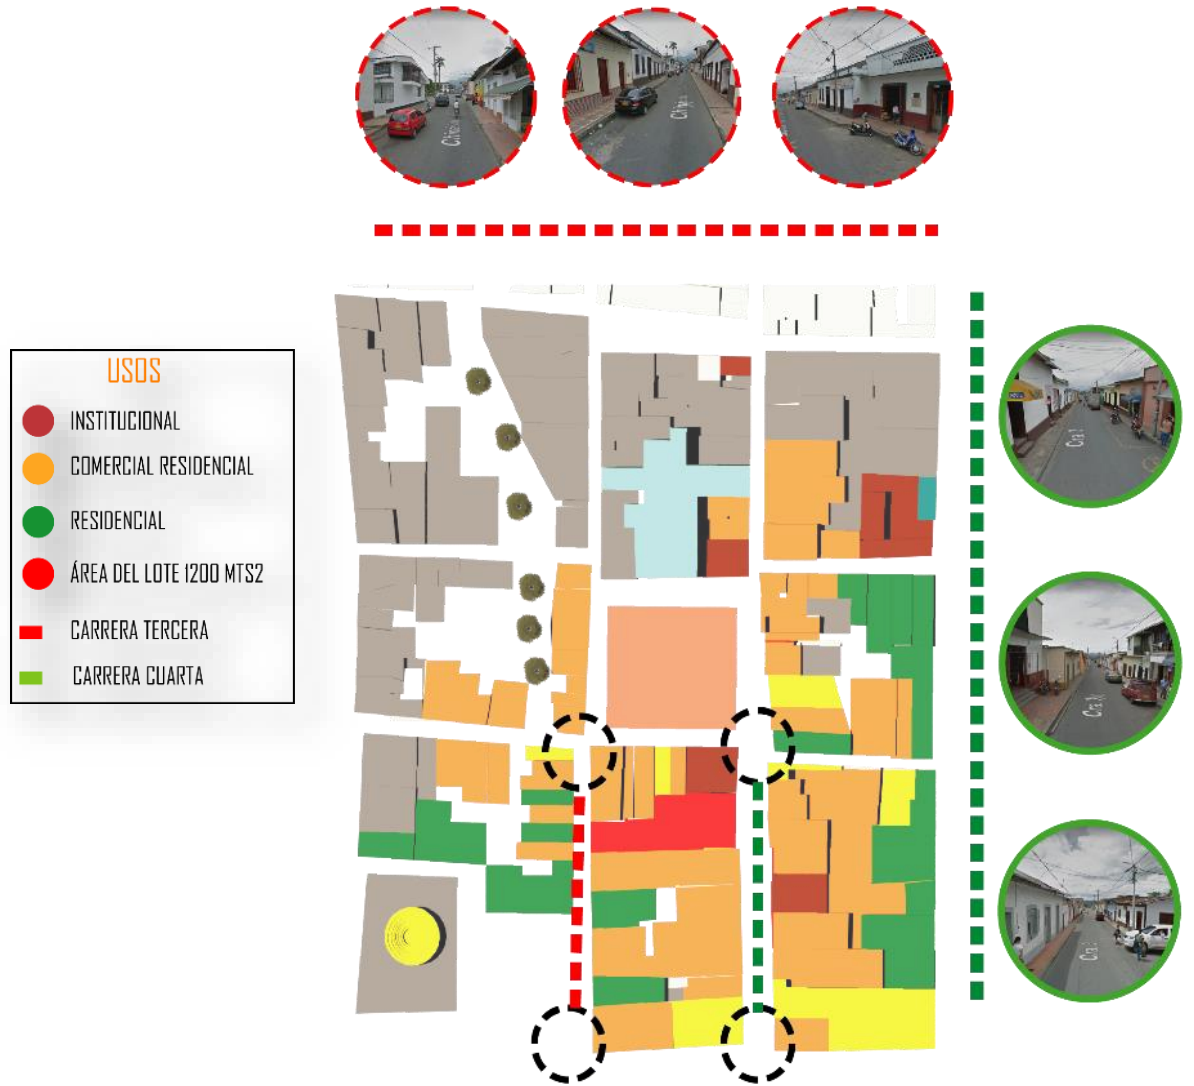 USOS
INSTITUCIONAL
COMERCIAL RESIDENCIAL
RESIDENCIAL
ÁREA DEL LOTE 1200 MTS2
CARRERA TERCERA
CARRERA CUARTA